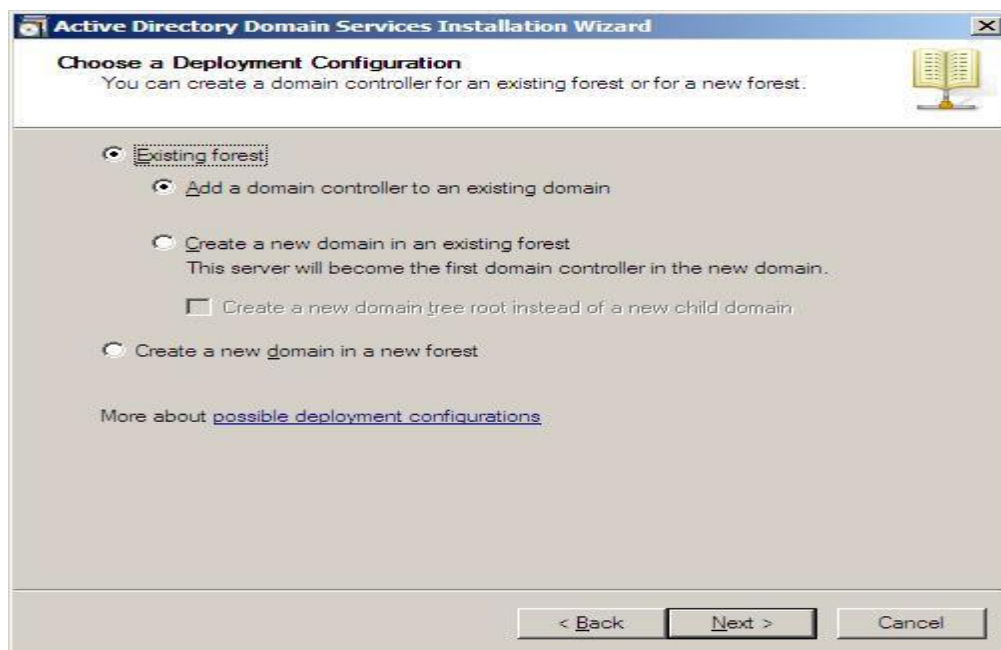 Active Directory Domain Services Installation Wizard
Choose a Deployment Configuration
You can create a domain controller for an existing forest or for a new forest.
Existing forest
Add a domain controller to an existing domain
Create a new domain in an existing forest
This server will become the first domain controller in the new domain.
Create a new domain tree root instead of a new child domain
Create a new domain in a new forest
More about possible deployment configurations
< Back Next > Cancel